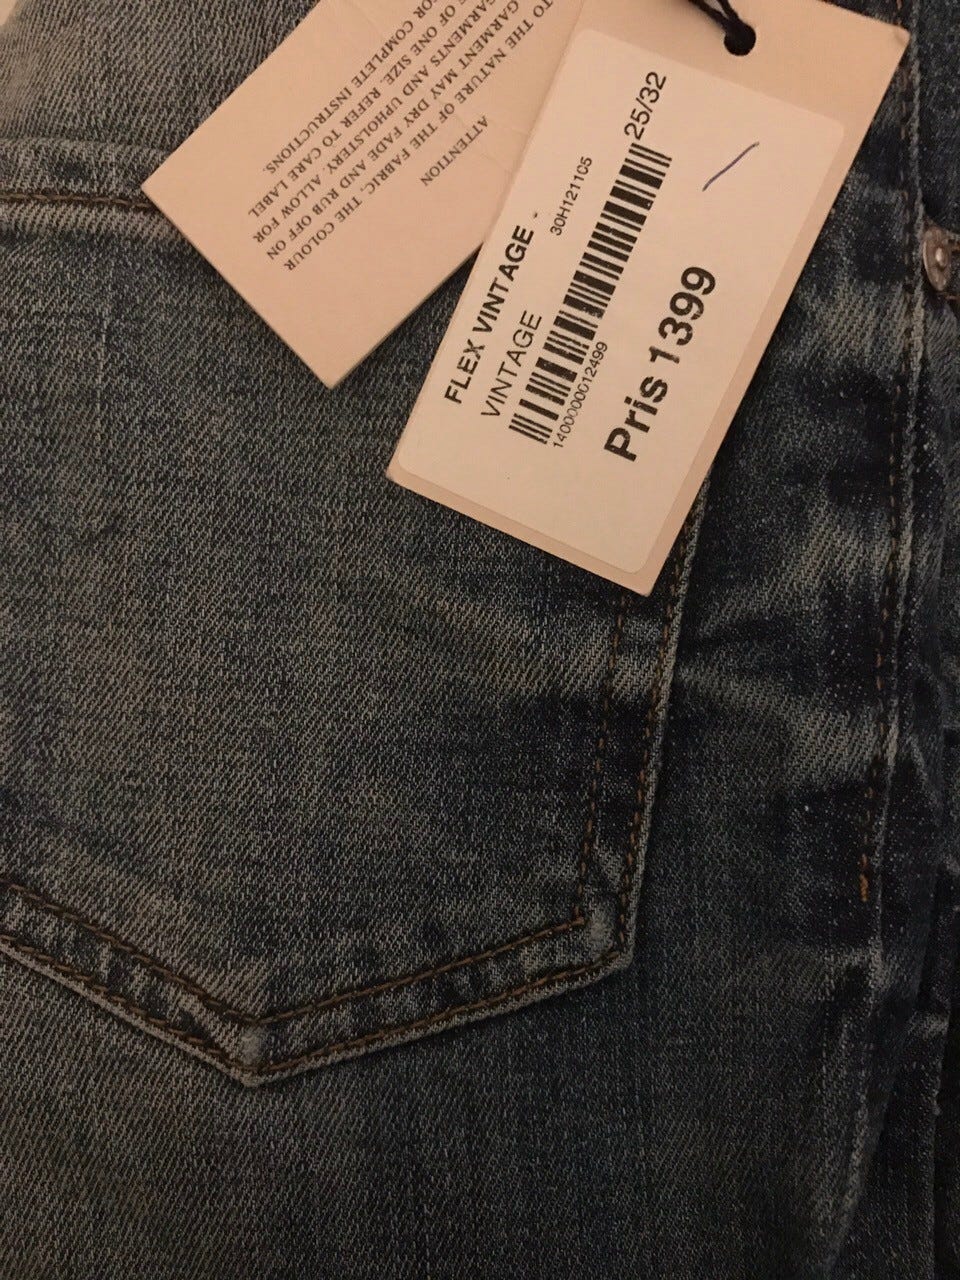 FLEX VINTAGE -
VINTAGE
30H121105
25/32
1400000012499
Pris 1399
ATTENTION
TO THE NATURE OF THE FABRIC, THE COLOUR
GARMENT MAY DRY FADE AND RUB OFF ON
GARMENTS AND UPHOLSTERY. ALLOW FOR
OF ONE SIZE. REFER TO CARE LABEL
FOR COMPLETE INSTRUCTIONS.